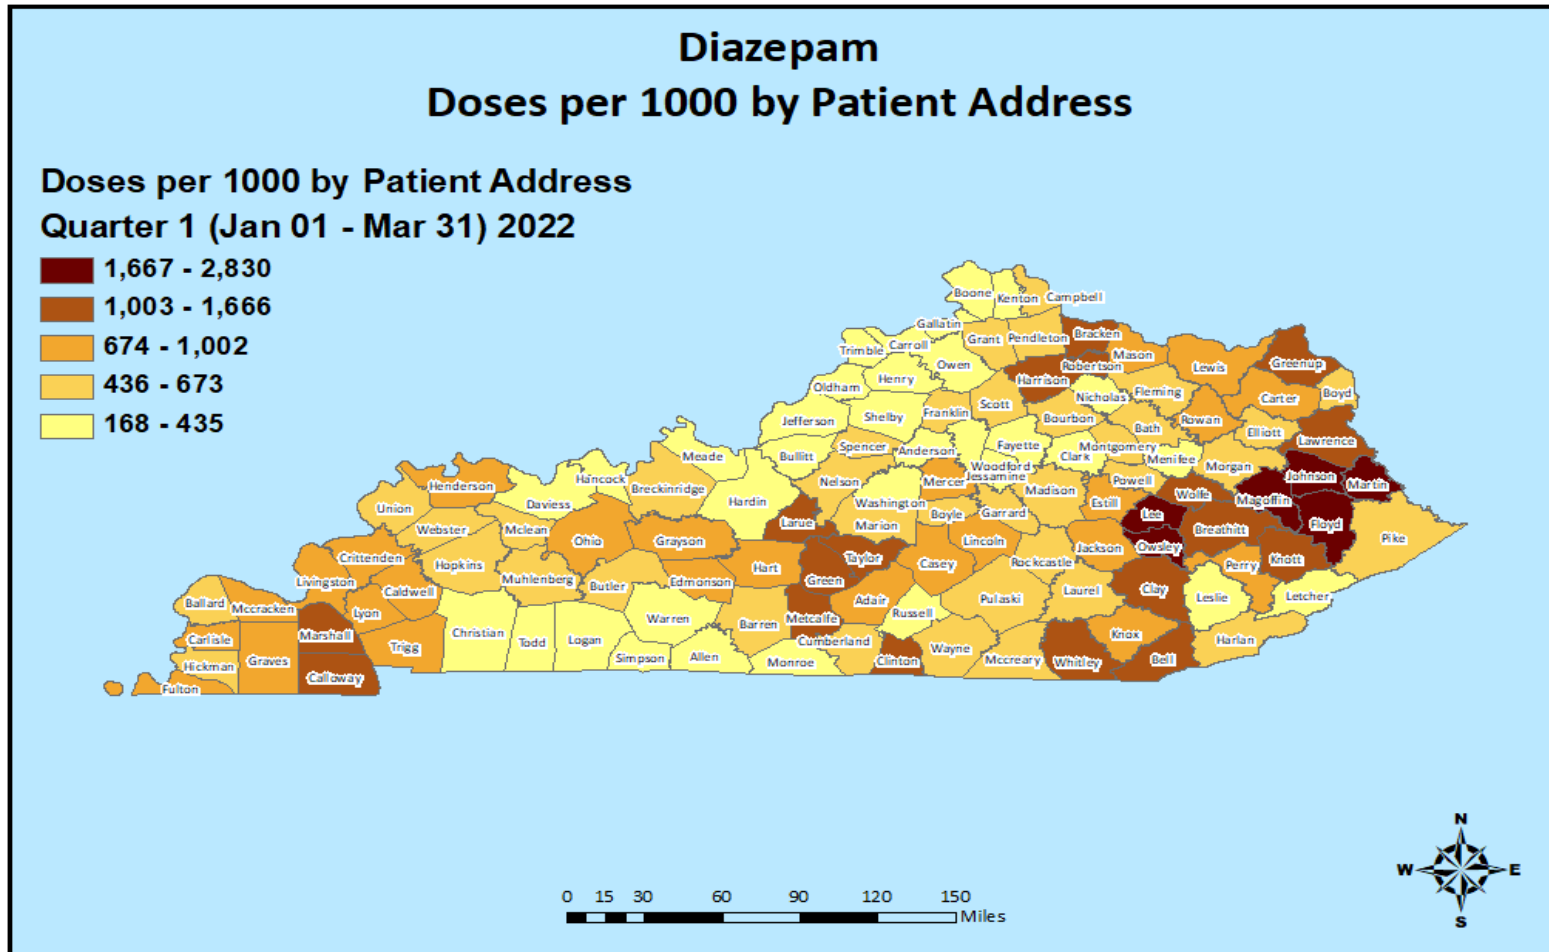 Diazepam
Doses per 1000 by Patient Address
Doses per 1000 by Patient Address
Quarter 1 (Jan 01 - Mar 31) 2022
1,667 - 2,830
1,003 - 1,666
674 - 1,002
436 - 673
168 - 435
Boone
Kenton
Campbell
Gallatin
Grant
Pendleton
Bracken
Trimble
Carroll
Owen
Robertson
Mason
Lewis
Greenup
Oldham
Henry
Harrison
Nicholas
Fleming
Carter
Boyd
Jefferson
Shelby
Franklin
Scott
Bourbon
Bath
Rowan
Elliott
Lawrence
Meade
Bullitt
Spencer
Anderson
Fayette
Woodford
Clark
Montgomery
Menifee
Morgan
Johnson
Martin
Henderson
Hancock
Daviess
Breckinridge
Hardin
Nelson
Washington
Mercer
Jessamine
Madison
Powell
Estill
Wolfe
Magoffin
Union
Webster
Mclean
Ohio
Grayson
Larue
Marion
Boyle
Garrard
Lee
Breathitt
Floyd
Pike
Crittenden
Hopkins
Muhlenberg
Butler
Edmonson
Hart
Taylor
Green
Casey
Lincoln
Rockcastle
Jackson
Owsley
Perry
Knott
Livingston
Caldwell
Lyon
Ballard
Mccracken
Carlisle
Marshall
Trigg
Christian
Todd
Logan
Warren
Barren
Metcalfe
Adair
Russell
Pulaski
Laurel
Clay
Leslie
Letcher
Hickman
Graves
Calloway
Fulton
Simpson
Allen
Monroe
Cumberland
Clinton
Wayne
Mccreary
Whitley
Knox
Bell
Harlan
N
W
E
S
0 15 30 60 90 120 150
Miles